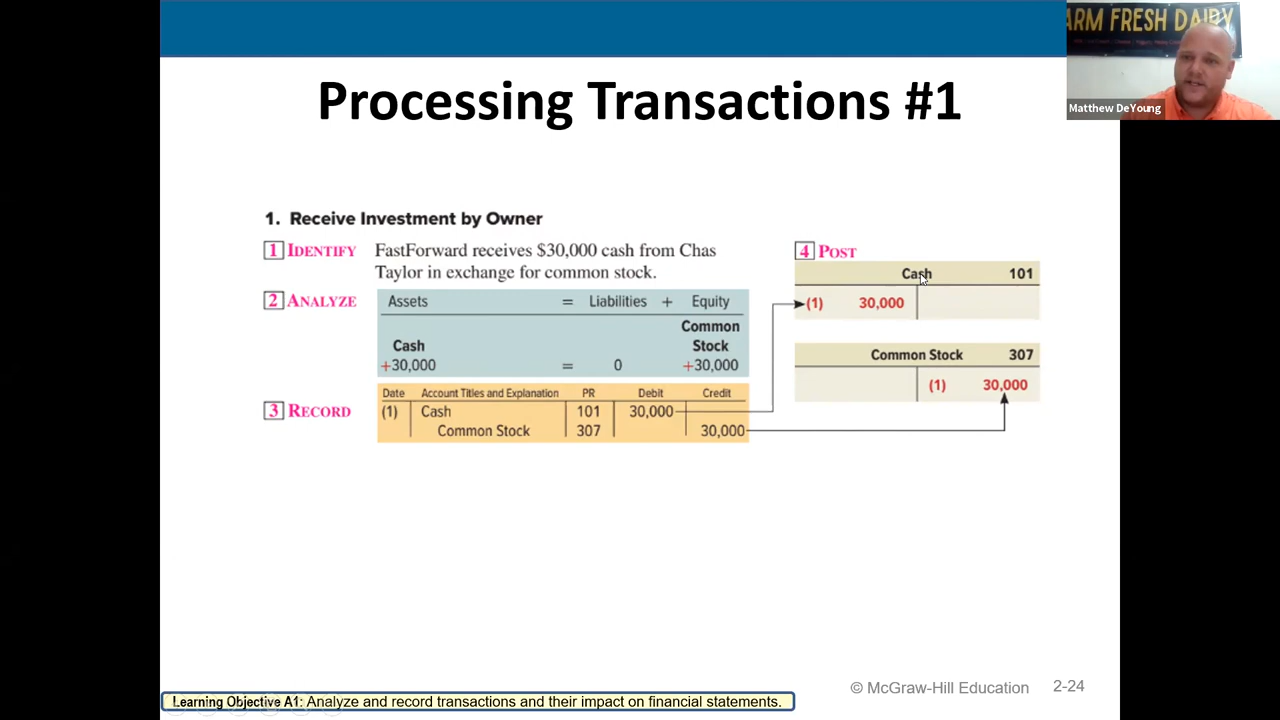 ARM FRESH DAIRY
Matthew DeYoung
Processing Transactions #1
1. Receive Investment by Owner
1 IDENTIFY FastForward receives $30,000 cash from Chas
Taylor in exchange for common stock.
2 ANALYZE Assets = Liabilities + Equity
Common
Cash Stock
+30,000 = 0 +30,000
Date Account Titles and Explanation PR Debit Credit
3 RECORD (1) Cash 101 30,000
Common Stock 307 30,000
4 POST
Cash 101
(1) 30,000
Common Stock 307
(1) 30,000
Learning Objective A1: Analyze and record transactions and their impact on financial statements.
© McGraw-Hill Education 2-24